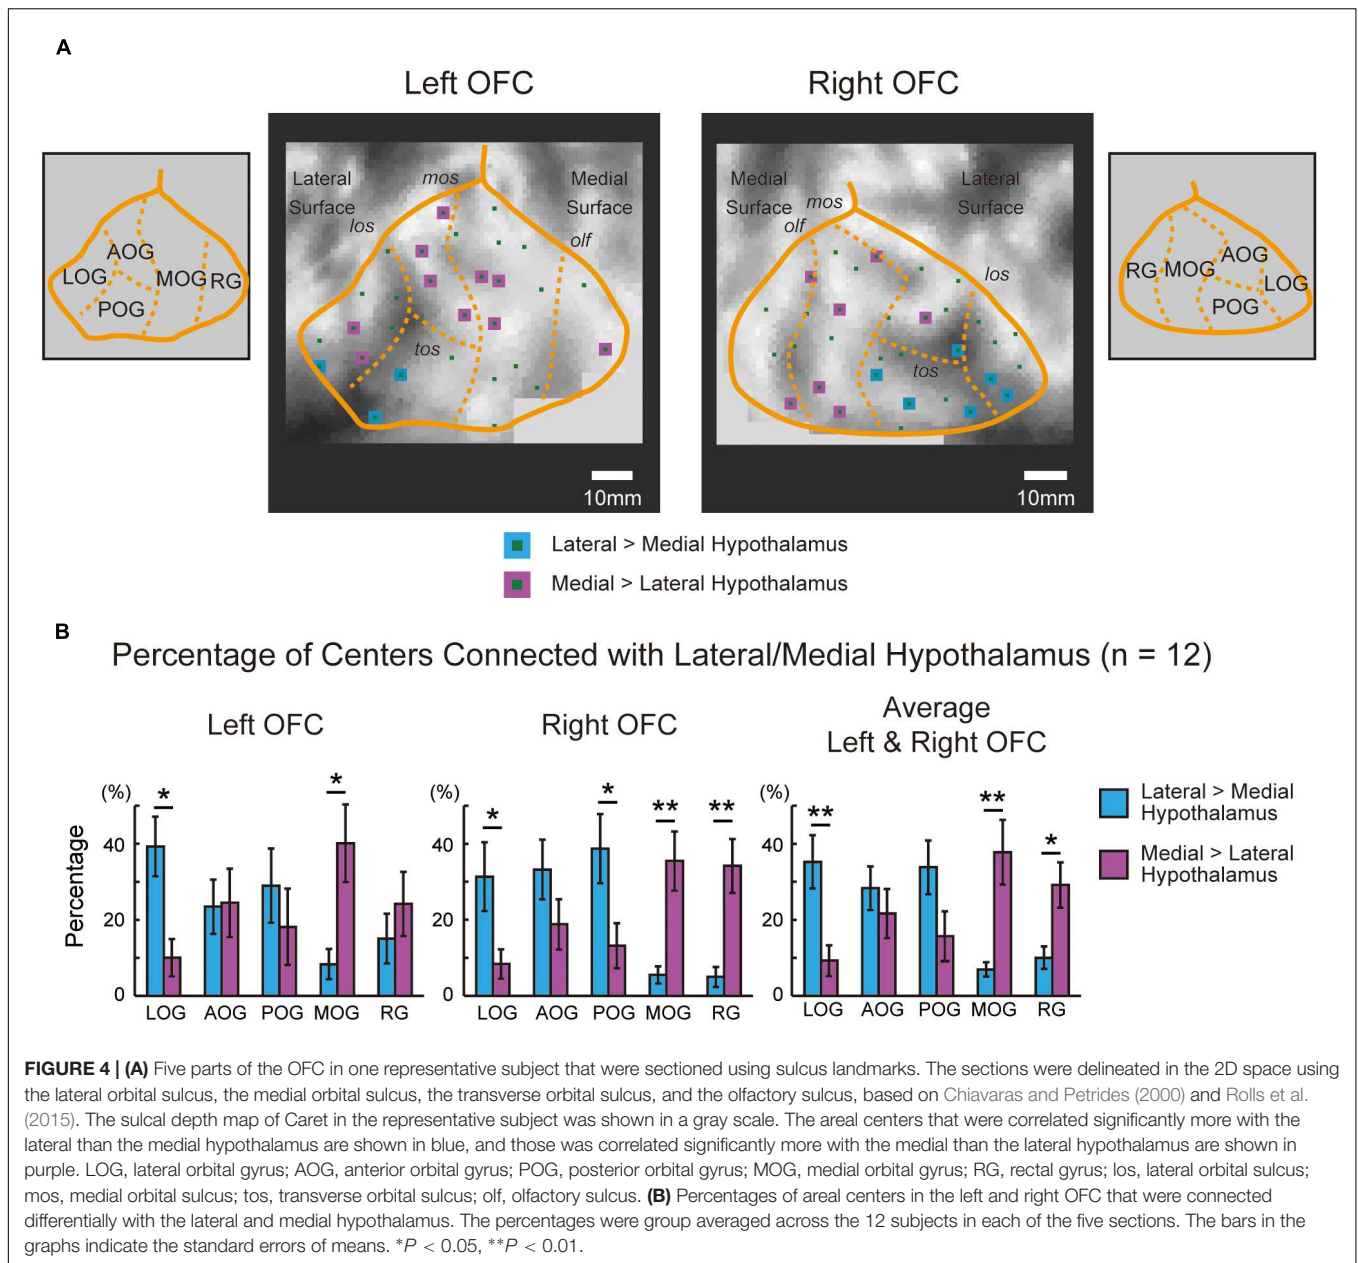 A
Left OFC
Right OFC
Lateral
Surface
mos
Medial
Surface
los
olf
tos
10mm
Medial
Surface
mos
olf
Lateral
Surface
los
tos
10mm
AOG
LOG
MOG
RG
POG
RG
MOG
AOG
LOG
POG
Lateral > Medial Hypothalamus
Medial > Lateral Hypothalamus
B
Percentage of Centers Connected with Lateral/Medial Hypothalamus (n = 12)
Left OFC
Right OFC
Average
Left & Right OFC
(%)
*
*
40
20
0
Percentage
LOG AOG POG MOG RG
(%)
*
*
**
**
40
20
0
LOG AOG POG MOG RG
(%)
**
**
*
40
20
0
LOG AOG POG MOG RG
Lateral > Medial
Hypothalamus
Medial > Lateral
Hypothalamus
FIGURE 4 | (A) Five parts of the OFC in one representative subject that were sectioned using sulcus landmarks. The sections were delineated in the 2D space using
the lateral orbital sulcus, the medial orbital sulcus, the transverse orbital sulcus, and the olfactory sulcus, based on Chiavaras and Petrides (2000) and Rolls et al.
(2015). The sulcal depth map of Caret in the representative subject was shown in a gray scale. The areal centers that were correlated significantly more with the
lateral than the medial hypothalamus are shown in blue, and those was correlated significantly more with the medial than the lateral hypothalamus are shown in
purple. LOG, lateral orbital gyrus; AOG, anterior orbital gyrus; POG, posterior orbital gyrus; MOG, medial orbital gyrus; RG, rectal gyrus; los, lateral orbital sulcus;
mos, medial orbital sulcus; tos, transverse orbital sulcus; olf, olfactory sulcus. (B) Percentages of areal centers in the left and right OFC that were connected
differentially with the lateral and medial hypothalamus. The percentages were group averaged across the 12 subjects in each of the five sections. The bars in the
graphs indicate the standard errors of means. *P < 0.05, **P < 0.01.